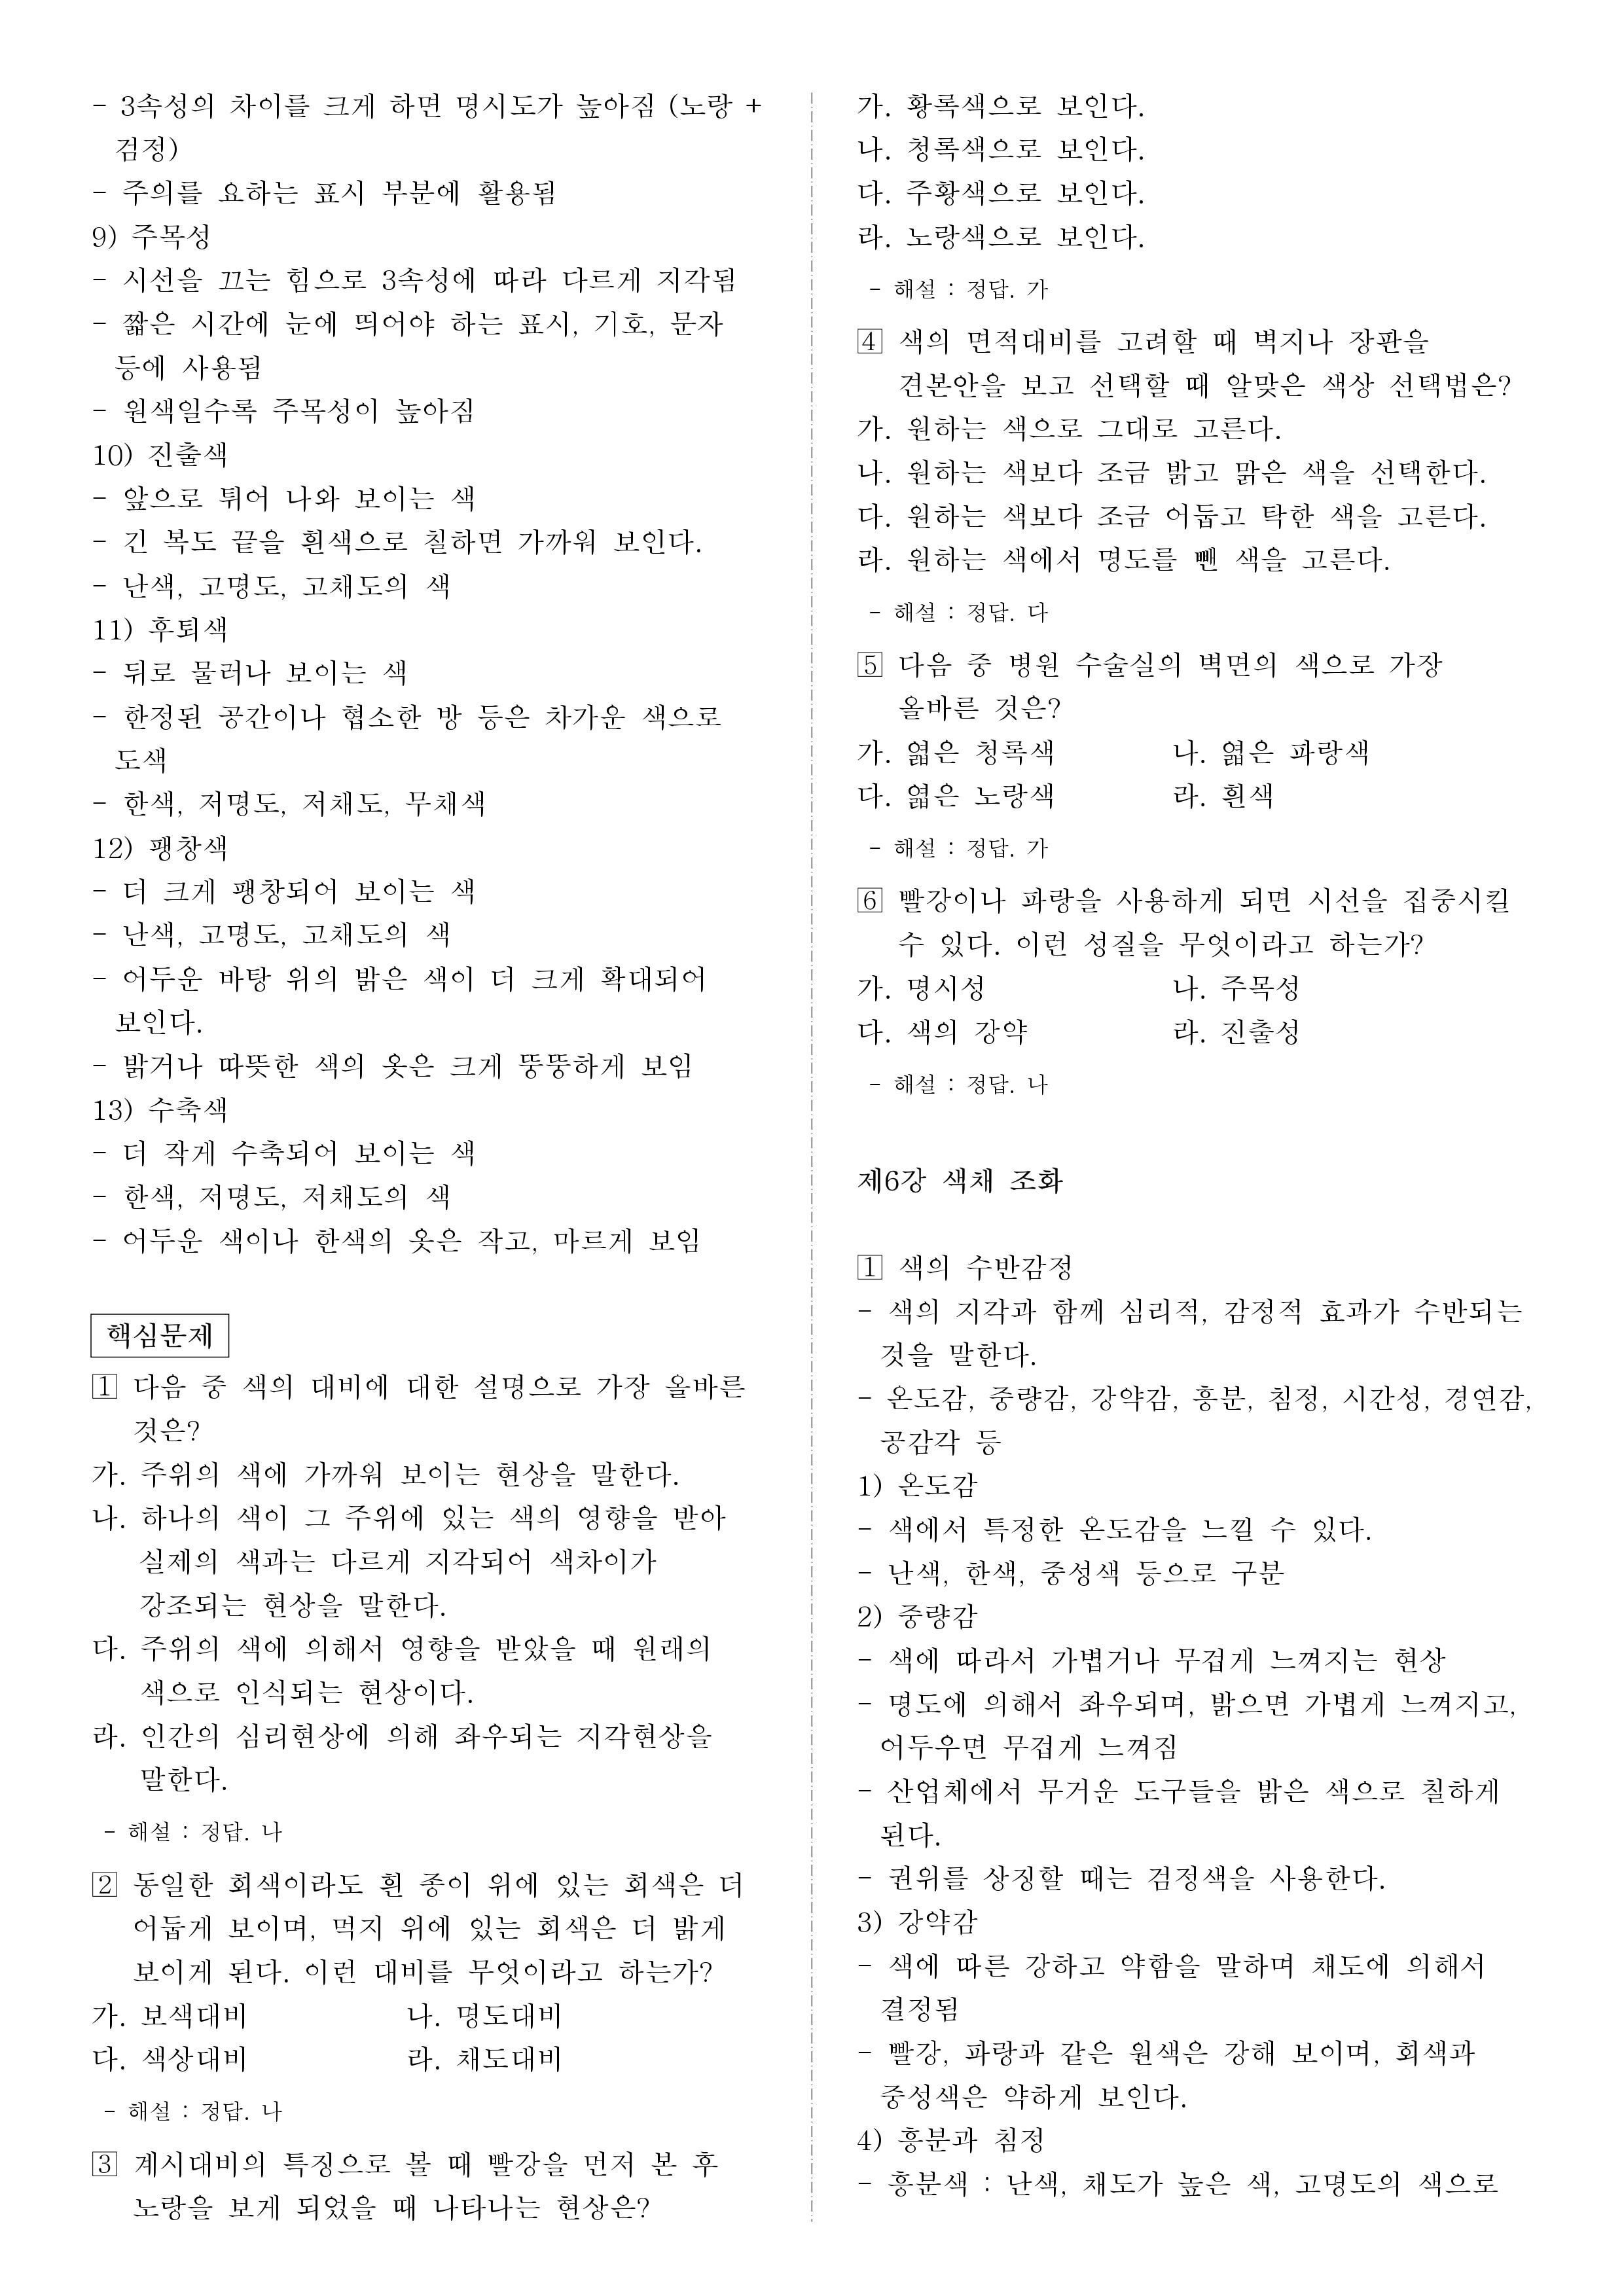 - 3속성의 차이를 크게 하면 명시도가 높아짐 (노랑 +
검정)
- 주의를 요하는 표시 부분에 활용됨
9) 주목성
- 시선을 끄는 힘으로 3속성에 따라 다르게 지각됨
- 짧은 시간에 눈에 띄어야 하는 표시, 기호, 문자
등에 사용됨
- 원색일수록 주목성이 높아짐
10) 진출색
- 앞으로 튀어 나와 보이는 색
- 긴 복도 끝을 흰색으로 칠하면 가까워 보인다.
- 난색, 고명도, 고채도의 색
11) 후퇴색
- 뒤로 물러나 보이는 색
- 한정된 공간이나 협소한 방 등은 차가운 색으로
도색
- 한색, 저명도, 저채도, 무채색
12) 팽창색
- 더 크게 팽창되어 보이는 색
- 난색, 고명도, 고채도의 색
- 어두운 바탕 위의 밝은 색이 더 크게 확대되어
보인다.
- 밝거나 따뜻한 색의 옷은 크게 뚱뚱하게 보임
13) 수축색
- 더 작게 수축되어 보이는 색
- 한색, 저명도, 저채도의 색
- 어두운 색이나 한색의 옷은 작고, 마르게 보임
핵심문제
1 다음 중 색의 대비에 대한 설명으로 가장 올바른
것은?
가. 주위의 색에 가까워 보이는 현상을 말한다.
나. 하나의 색이 그 주위에 있는 색의 영향을 받아
실제의 색과는 다르게 지각되어 색차이가
강조되는 현상을 말한다.
다. 주위의 색에 의해서 영향을 받았을 때 원래의
색으로 인식되는 현상이다.
라. 인간의 심리현상에 의해 좌우되는 지각현상을
말한다.
- 해설 : 정답. 나
2 동일한 회색이라도 흰 종이 위에 있는 회색은 더
어둡게 보이며, 먹지 위에 있는 회색은 더 밝게
보이게 된다. 이런 대비를 무엇이라고 하는가?
가. 보색대비 나. 명도대비
다. 색상대비 라. 채도대비
- 해설 : 정답. 나
3 계시대비의 특징으로 볼 때 빨강을 먼저 본 후
노랑을 보게 되었을 때 나타나는 현상은?
가. 황록색으로 보인다.
나. 청록색으로 보인다.
다. 주황색으로 보인다.
라. 노랑색으로 보인다.
- 해설 : 정답. 가
4 색의 면적대비를 고려할 때 벽지나 장판을
견본안을 보고 선택할 때 알맞은 색상 선택법은?
가. 원하는 색으로 그대로 고른다.
나. 원하는 색보다 조금 밝고 맑은 색을 선택한다.
다. 원하는 색보다 조금 어둡고 탁한 색을 고른다.
라. 원하는 색에서 명도를 뺀 색을 고른다.
- 해설 : 정답. 다
5 다음 중 병원 수술실의 벽면의 색으로 가장
올바른 것은?
가. 엷은 청록색 나. 엷은 파랑색
다. 엷은 노랑색 라. 흰색
- 해설 : 정답. 가
6 빨강이나 파랑을 사용하게 되면 시선을 집중시킬
수 있다. 이런 성질을 무엇이라고 하는가?
가. 명시성 나. 주목성
다. 색의 강약 라. 진출성
- 해설 : 정답. 나
제6강 색채 조화
1 색의 수반감정
- 색의 지각과 함께 심리적, 감정적 효과가 수반되는
것을 말한다.
- 온도감, 중량감, 강약감, 흥분, 침정, 시간성, 경연감,
공감각 등
1) 온도감
- 색에서 특정한 온도감을 느낄 수 있다.
- 난색, 한색, 중성색 등으로 구분
2) 중량감
- 색에 따라서 가볍거나 무겁게 느껴지는 현상
- 명도에 의해서 좌우되며, 밝으면 가볍게 느껴지고,
어두우면 무겁게 느껴짐
- 산업체에서 무거운 도구들을 밝은 색으로 칠하게
된다.
- 권위를 상징할 때는 검정색을 사용한다.
3) 강약감
- 색에 따른 강하고 약함을 말하며 채도에 의해서
결정됨
- 빨강, 파랑과 같은 원색은 강해 보이며, 회색과
중성색은 약하게 보인다.
4) 흥분과 침정
- 흥분색 : 난색, 채도가 높은 색, 고명도의 색으로